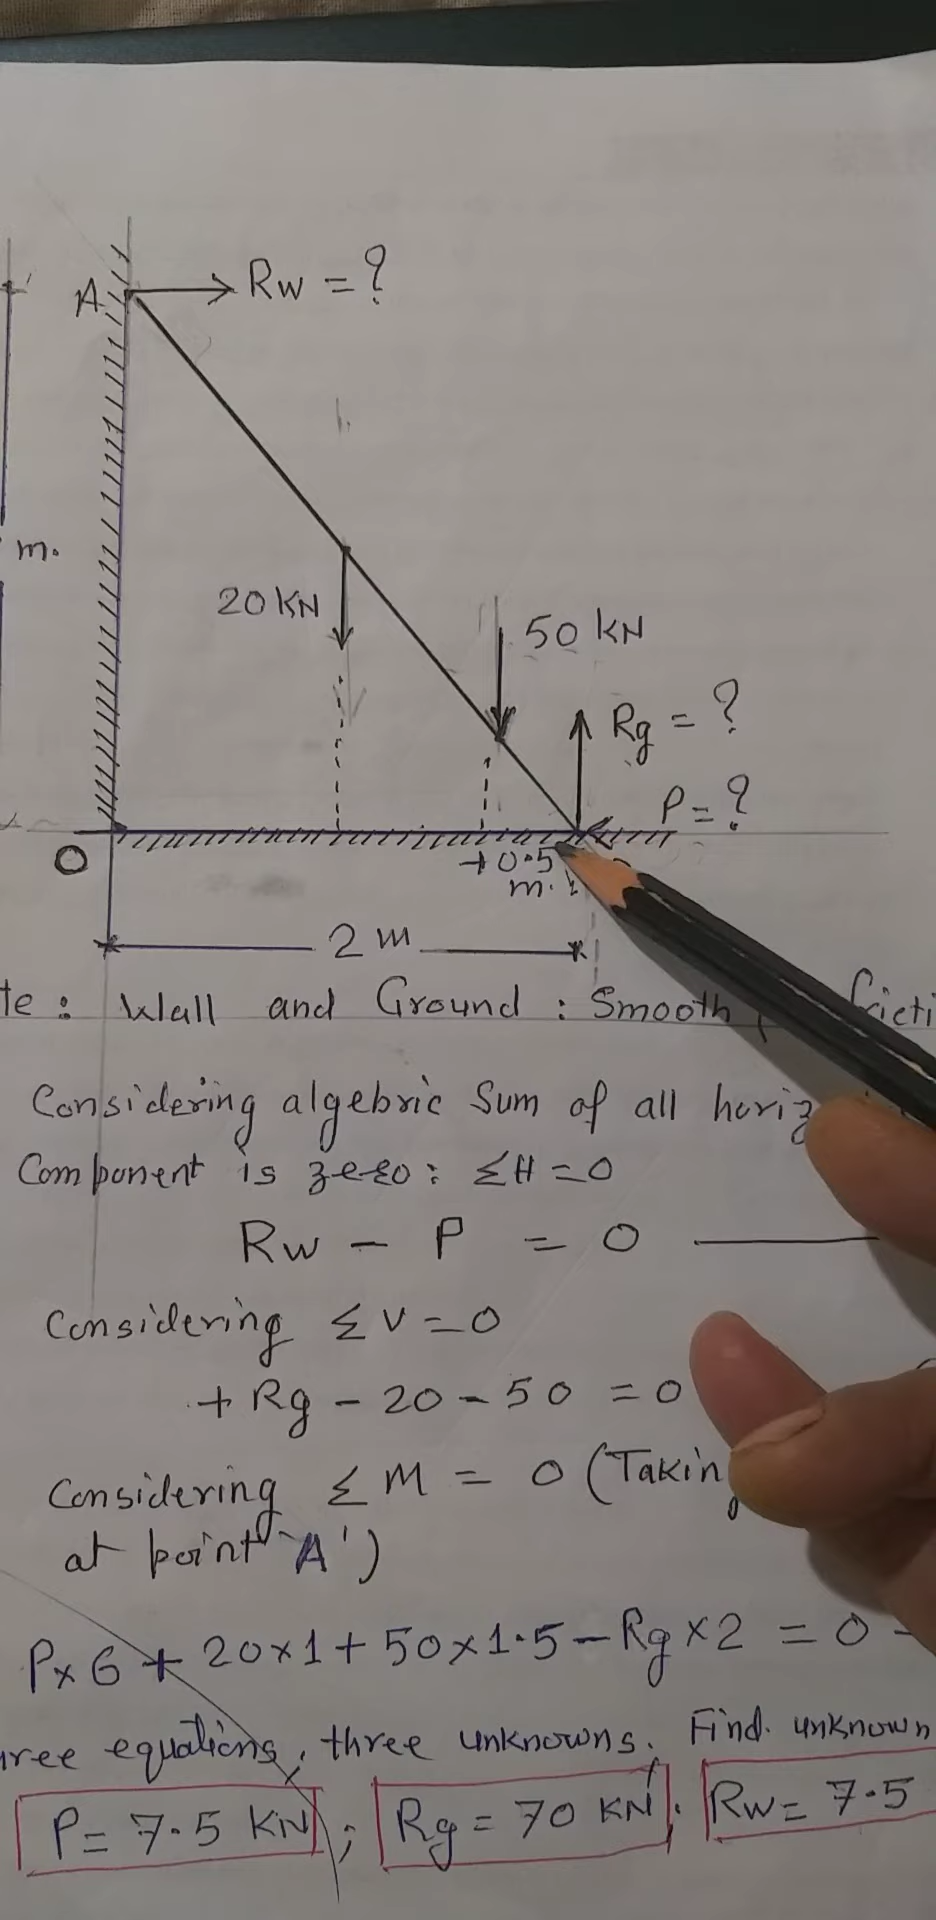 A
Rw = ?
m.
20 KN
50 KN
Rg = ?
P = ?
O
0.5
m.
2 m
te : Wall and Ground : Smooth
Considering algebric Sum of all
Component is zero : ΣH = 0
Rw - P = 0
Considering ΣV = 0
+ Rg - 20 - 50 = 0
Considering ΣM = 0 (Taking
at point 'A')
P x 6 + 20 x 1 + 50 x 1.5 - Rg x 2 = 0 -
ree equations, three unknowns. Find unknown
P = 7.5 KN ; Rg = 70 KN . Rw = 7.5